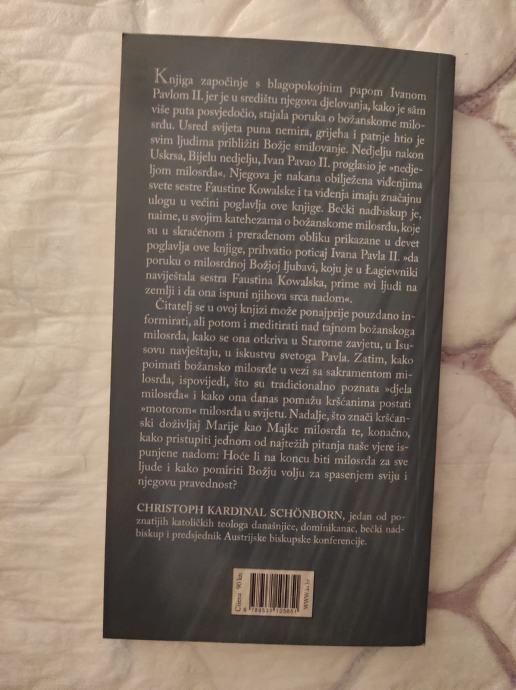 Knjiga započinje s blagopokojnim papom Ivanom
Pavlom II. jer je u središtu njegova djelovanja, kako je sâm
više puta posvjedočio, stajala poruka o božanskome milo-
srđu. Usred svijeta puna nemira, grijeha i patnje htio je
svim ljudima približiti Božje smilovanje. Nedjelju nakon
Uskrsa, Bijelu nedjelju, Ivan Pavao II. proglasio je »nedje-
ljom milosrđa«. Njegova je nakana obilježena viđenjima
svete sestre Faustine Kowalske i ta viđenja imaju značajnu
ulogu u većini poglavlja ove knjige. Bečki nadbiskup je,
naime, u svojim katehezama o božanskome milosrđu, koje
su u skraćenom i prerađenom obliku prikazane u devet
poglavlja ove knjige, prihvatio poticaj Ivana Pavla II. »da
poruku o milosrdnoj Božjoj ljubavi, koju je u Łagiewniki
naviještala sestra Faustina Kowalska, prime svi ljudi na
zemlji i da ona ispuni njihova srca nadom«.
Čitatelj se u ovoj knjizi može ponajprije pouzdano in-
formirati, ali potom i meditirati nad tajnom božanskoga
milosrđa, kako se ona otkriva u Starome zavjetu, u Isu-
sovu navještaju, u iskustvu svetoga Pavla. Zatim, kako
poimati božansko milosrđe u vezi sa sakramentom mi-
losrđa, ispovijedi, što su tradicionalno poznata »djela
milosrđa« i kako ona danas pomažu kršćanima postati
»motorom« milosrđa u svijetu. Nadalje, što znači kršćan-
ski doživljaj Marije kao Majke milosrđa te, konačno,
kako pristupiti jednom od najtežih pitanja naše vjere is-
punjene nadom: Hoće li na koncu biti milosrđa za sve
ljude i kako pomiriti Božju volju za spasenjem sviju i
njegovu pravednost?
CHRISTOPH KARDINAL SCHÖNBORN, jedan od po-
znatijih katoličkih teologa današnjice, dominikanac, bečki nad-
biskup i predsjednik Austrijske biskupske konferencije.
Cijena 90 kn
www.ks.hr